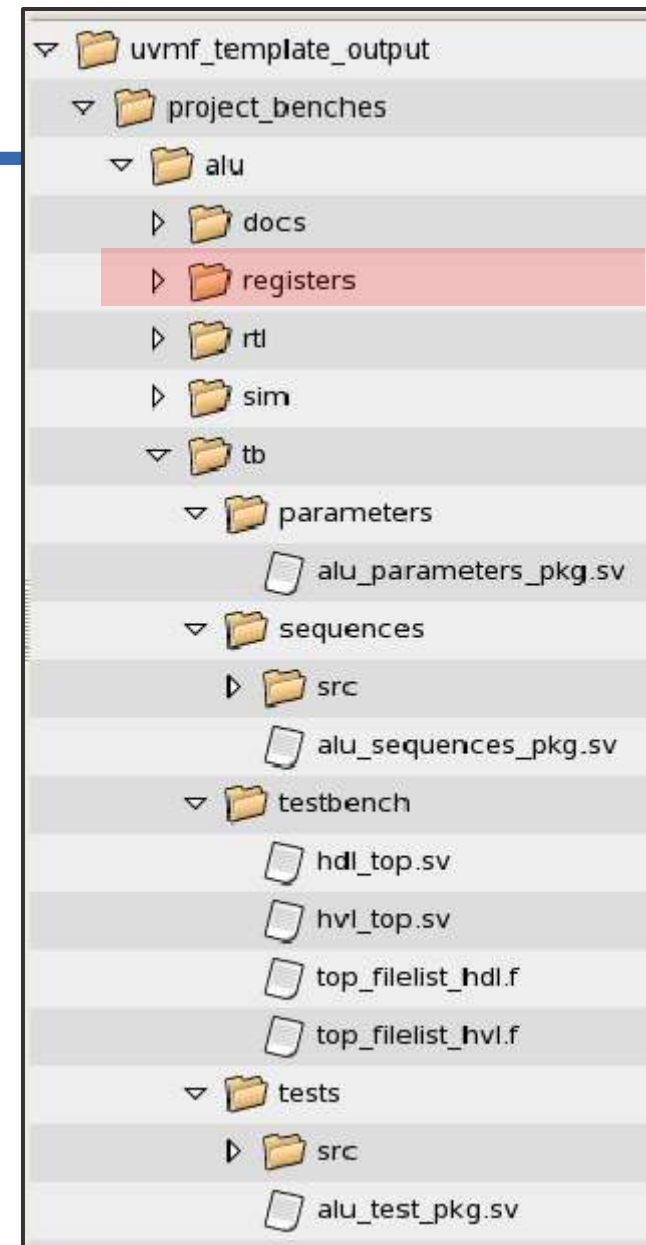 uvmf_template_output
project_benches
alu
docs
registers
rtl
sim
tb
parameters
alu_parameters_pkg.sv
sequences
src
alu_sequences_pkg.sv
testbench
hdl_top.sv
hvl_top.sv
top_filelist_hdl.f
top_filelist_hvl.f
tests
src
alu_test_pkg.sv